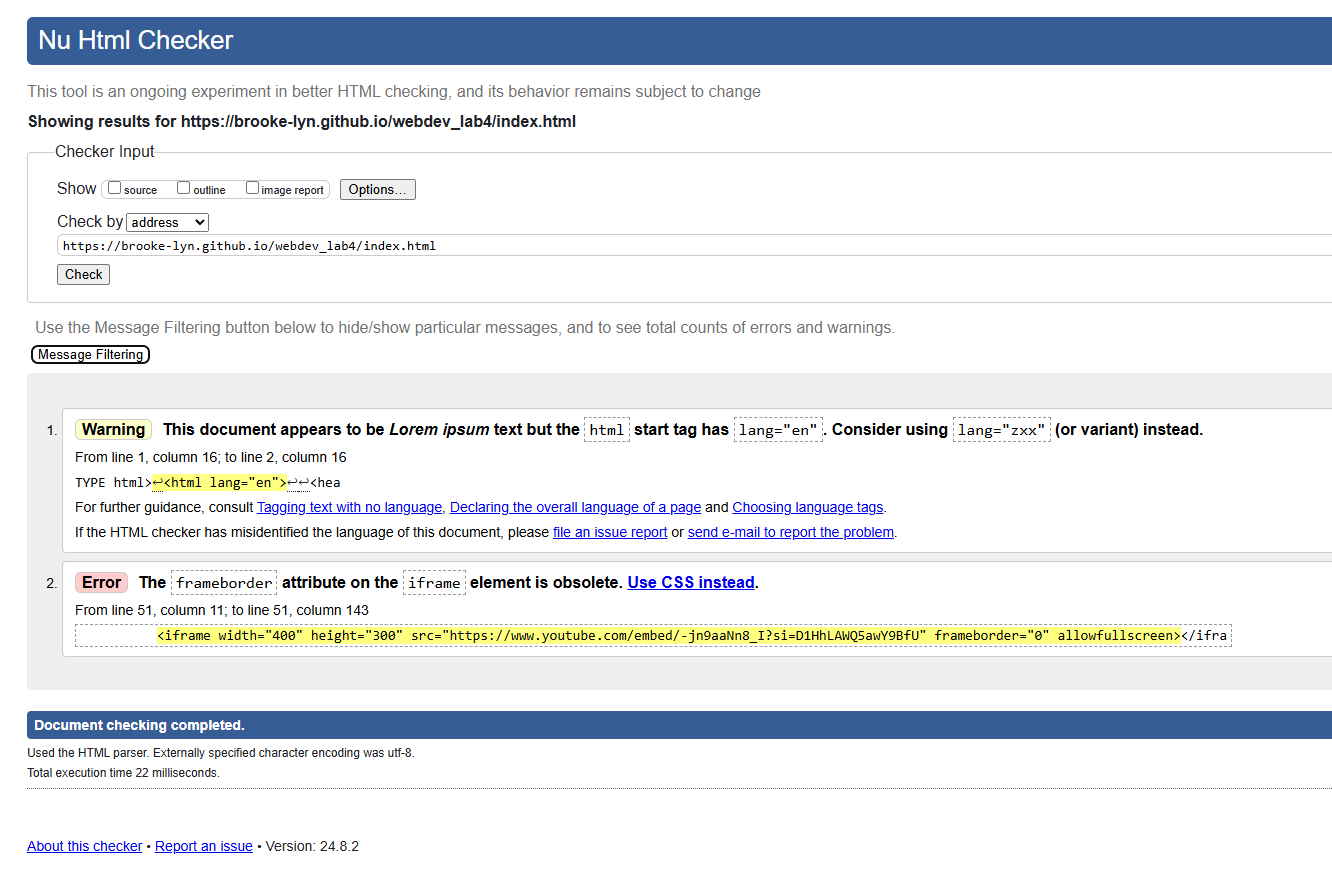 Nu Html Checker
This tool is an ongoing experiment in better HTML checking, and its behavior remains subject to change
Showing results for https://brooke-lyn.github.io/webdev_lab4/index.html
Checker Input
Show source outline image report Options...
Check by address
https://brooke-lyn.github.io/webdev_lab4/index.html
Check
Use the Message Filtering button below to hide/show particular messages, and to see total counts of errors and warnings.
Message Filtering
1. Warning This document appears to be Lorem ipsum text but the html start tag has lang="en". Consider using lang="zxx" (or variant) instead.
From line 1, column 16; to line 2, column 16
TYPE html>↩<html lang="en">↩↩<hea
For further guidance, consult Tagging text with no language, Declaring the overall language of a page and Choosing language tags.
If the HTML checker has misidentified the language of this document, please file an issue report or send e-mail to report the problem.
2. Error The frameborder attribute on the iframe element is obsolete. Use CSS instead.
From line 51, column 11; to line 51, column 143
<iframe width="400" height="300" src="https://www.youtube.com/embed/-jn9aaNn8_I?si=D1HhLAWQ5awY9BfU" frameborder="0" allowfullscreen></ifra
Document checking completed.
Used the HTML parser. Externally specified character encoding was utf-8.
Total execution time 22 milliseconds.
About this checker • Report an issue • Version: 24.8.2